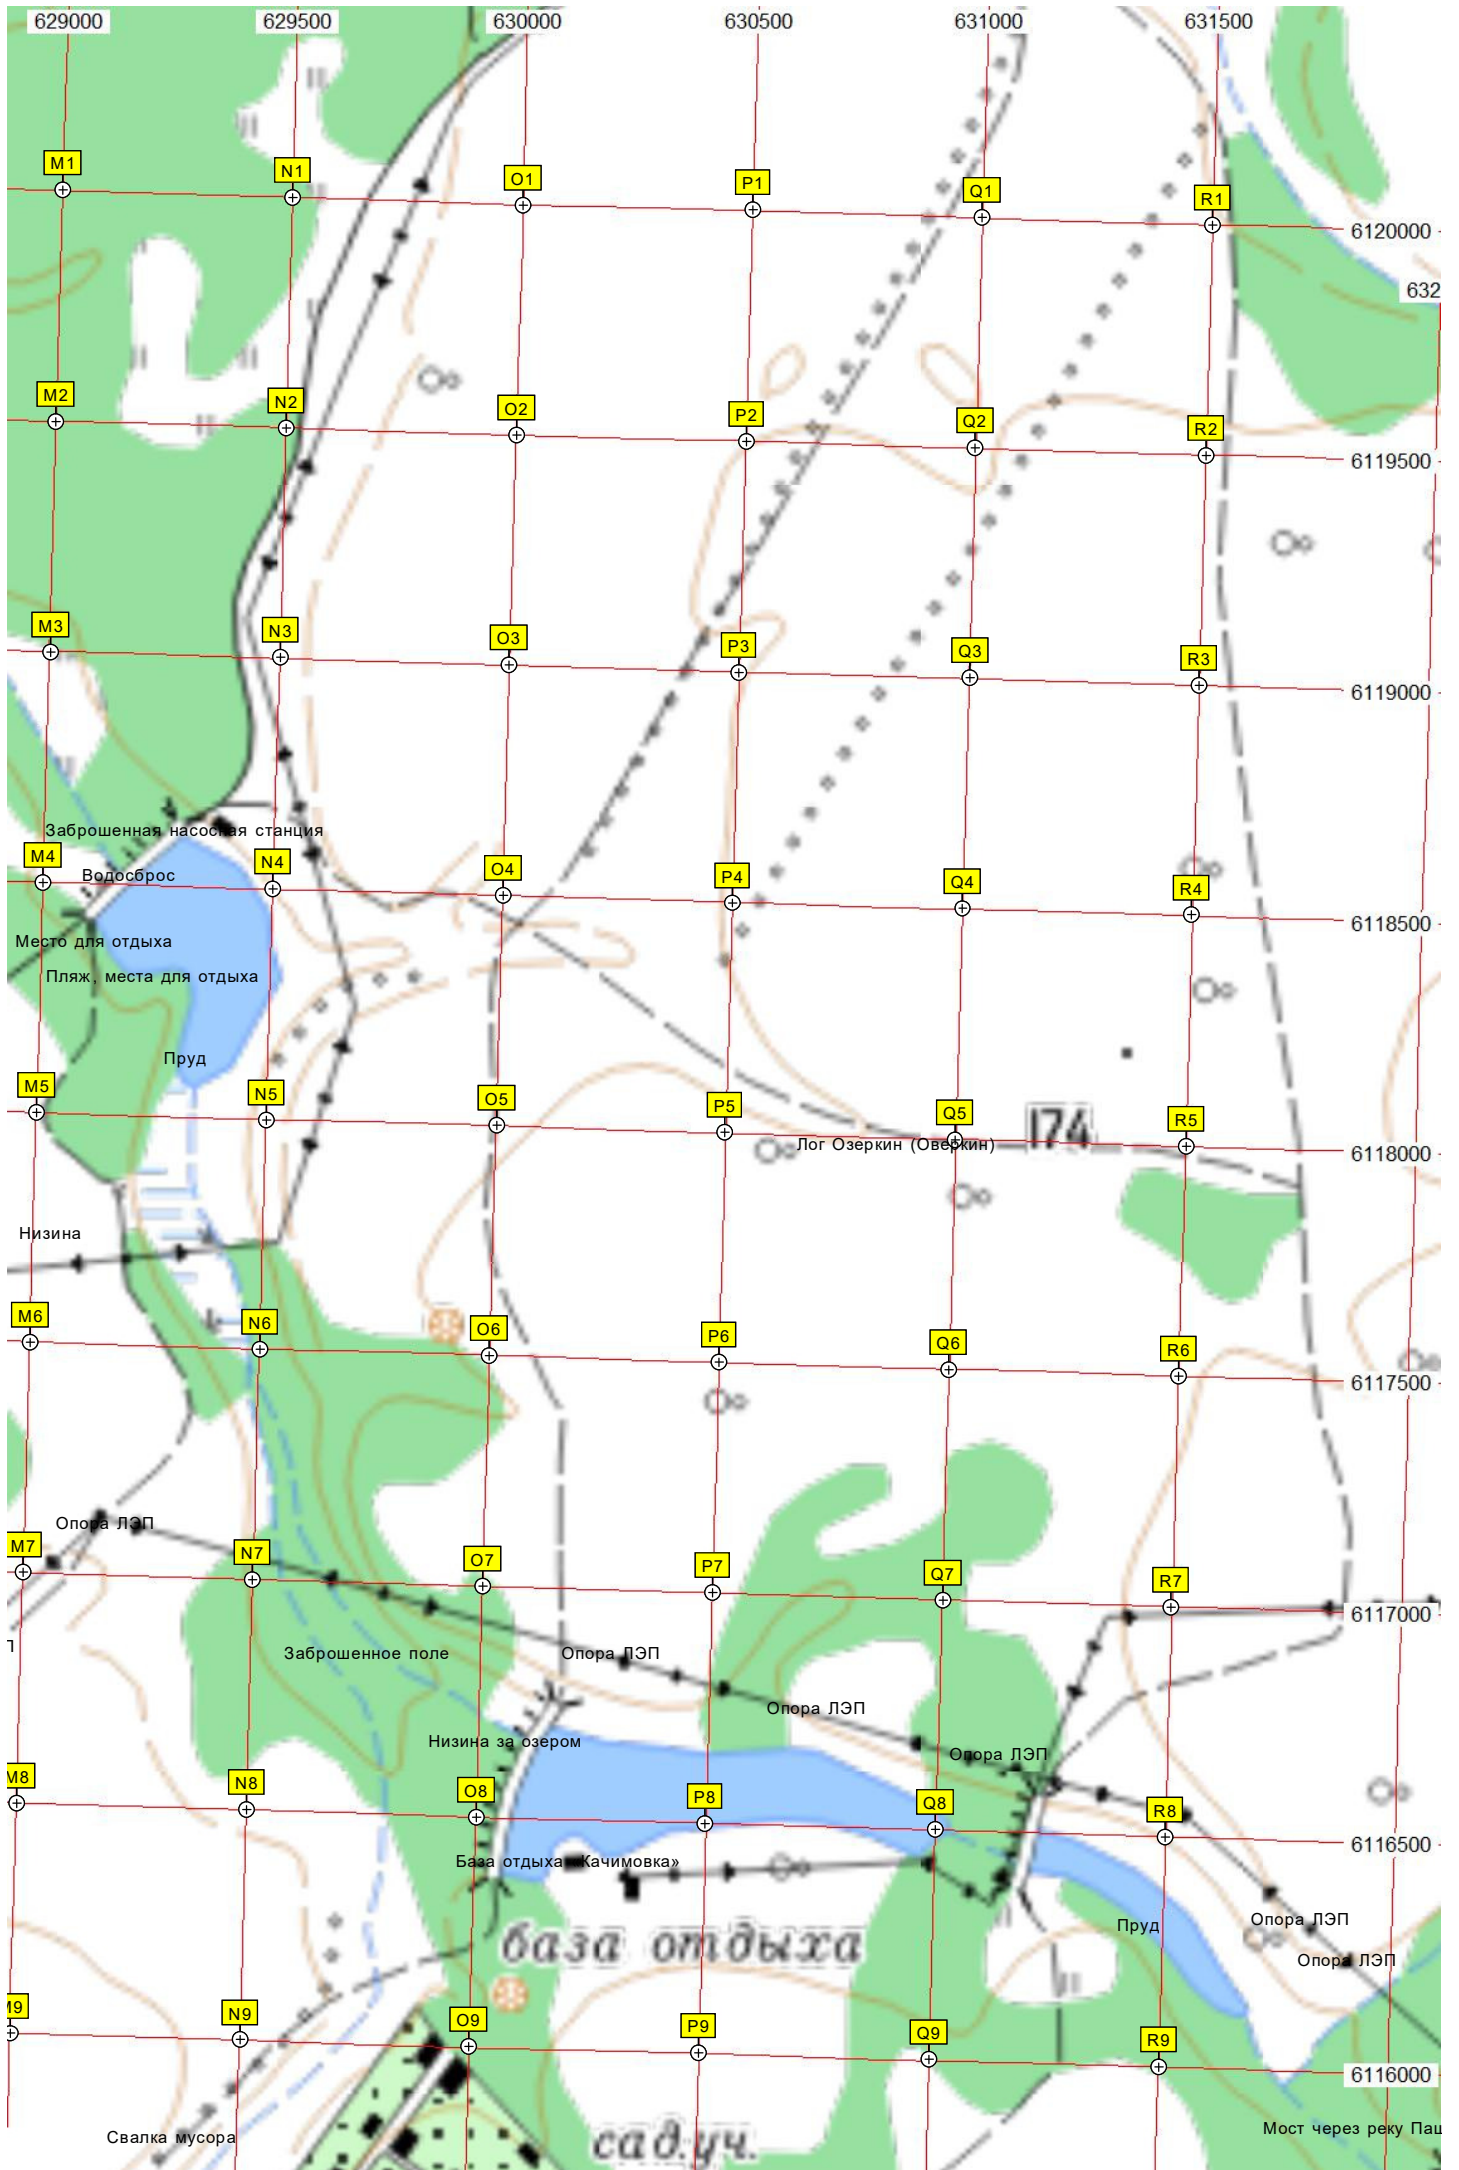 629000 629500 630000 630500 631000 631500
M1 N1 O1 P1 Q1 R1
6120000
632
M2 N2 O2 P2 Q2 R2
6119500
M3 N3 O3 P3 Q3 R3
6119000
Заброшенная насосная станция
M4 N4 O4 P4 Q4 R4
Водосброс
6118500
Место для отдыха
Пляж, места для отдыха
Пруд
M5 N5 O5 P5 Q5 R5
174
Лог Озеркин (Оверкин)
6118000
Низина
M6 N6 O6 P6 Q6 R6
6117500
Опора ЛЭП
M7 N7 O7 P7 Q7 R7
6117000
П
Заброшенное поле
Опора ЛЭП
Опора ЛЭП
Низина за озером
Опора ЛЭП
M8 N8 O8 P8 Q8 R8
6116500
База отдыха «Качимовка»
Опора ЛЭП
Пруд
база отдыха
Опора ЛЭП
M9 N9 O9 P9 Q9 R9
6116000
Мост через реку Паш
Свалка мусора
сад.уч.